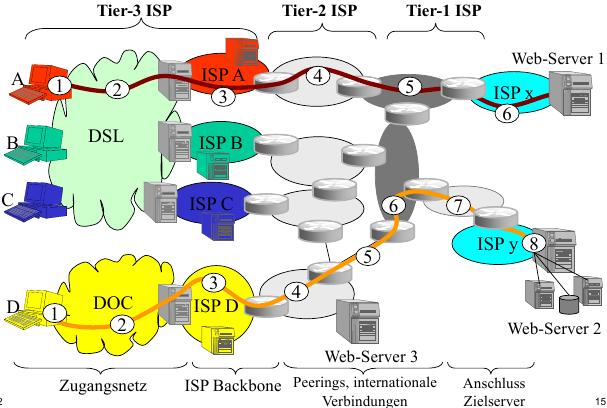 Tier-3 ISP Tier-2 ISP Tier-1 ISP
Web-Server 1
A 1 2 ISP A 3 4 5 ISP x 6
B DSL ISP B
C ISP C
6 7
ISP y 8
5
D 1 DOC 2 3 ISP D 4
Web-Server 2
Web-Server 3
Zugangsnetz ISP Backbone Peerings, internationale Anschluss
Verbindungen Zielserver
2 15